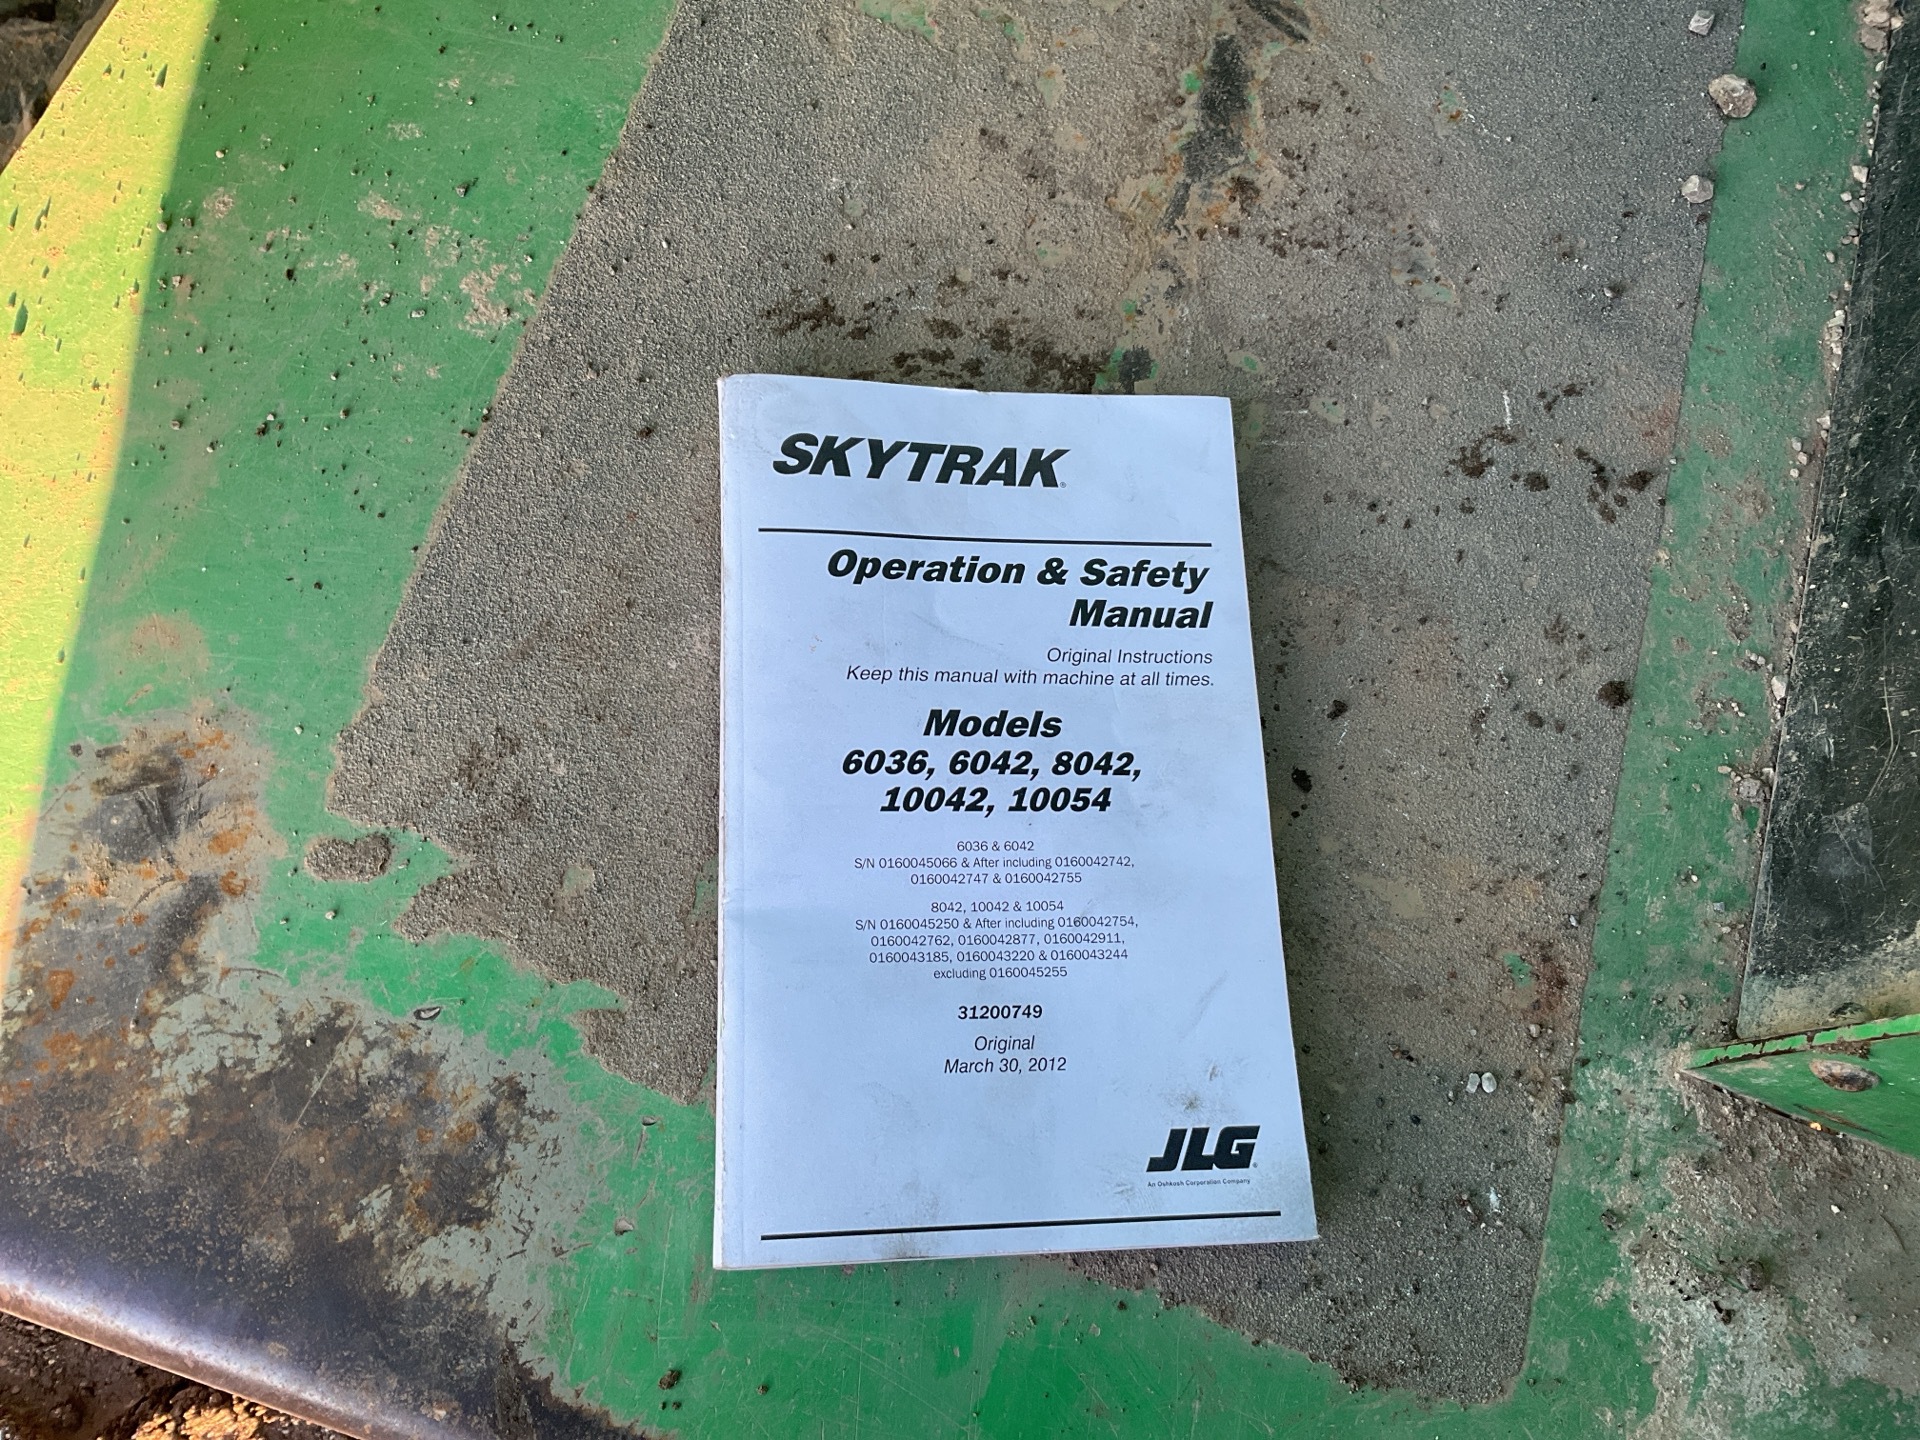 SKYTRAK®
Operation & Safety
Manual
Original Instructions
Keep this manual with machine at all times.
Models
6036, 6042, 8042,
10042, 10054
6036 & 6042
S/N 0160045066 & After including 0160042742,
0160042747 & 0160042755
8042, 10042 & 10054
S/N 0160045250 & After including 0160042754,
0160042762, 0160042877, 0160042911,
0160043185, 0160043220 & 0160043244
excluding 0160045255
31200749
Original
March 30, 2012
JLG®
An Oshkosh Corporation Company